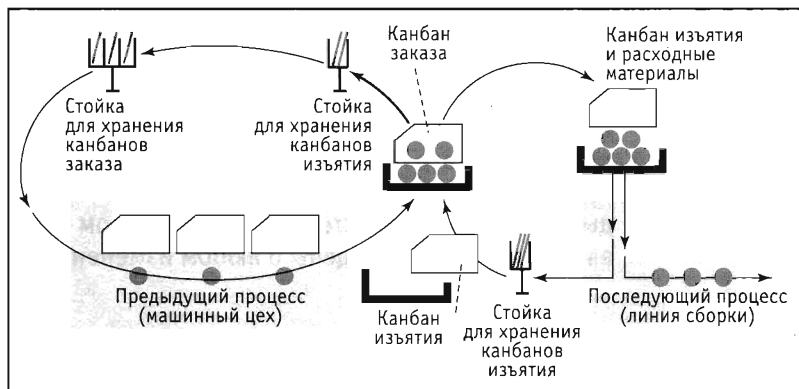 Канбан
заказа
Канбан изъятия
и расходные
материалы
Стойка
для хранения
канбанов
заказа
Стойка
для хранения
канбанов
изъятия
Предыдущий процесс
(машинный цех)
Канбан
изъятия
Стойка
для хранения
канбанов
изъятия
Последующий процесс
(линия сборки)